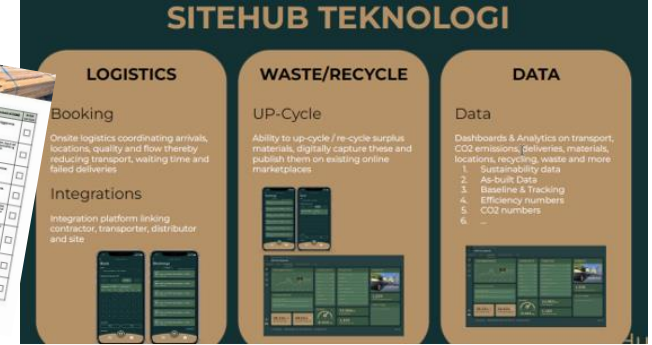 SITEHUB TEKNOLOGI
LOGISTICS
Booking
Onsite logistics coordinating arrivals,
locations, quality and flow thereby
reducing transport, waiting time and
failed deliveries
Integrations
Integration platform linking
contractor, transporter, distributor
and site
WASTE/RECYCLE
UP-Cycle
Ability to up-cycle / re-cycle surplus
materials, digitally capture these and
publish them on existing online
marketplaces
DATA
Data
Dashboards & Analytics on transport,
CO2 emissions, deliveries, materials,
locations, recycling, waste and more
1. Sustainability data
2. As-built Data
3. Baseline & Tracking
4. Efficiency numbers
5. CO2 numbers
6. ...